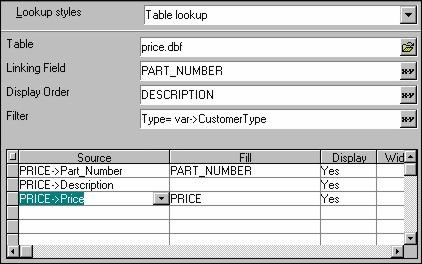 Lookup styles Table lookup
Table price.dbf
Linking Field PART_NUMBER
Display Order DESCRIPTION
Filter Type= var->CustomerType
Source Fill Display Wid
PRICE->Part_Number PART_NUMBER Yes
PRICE->Description Yes
PRICE->Price PRICE Yes